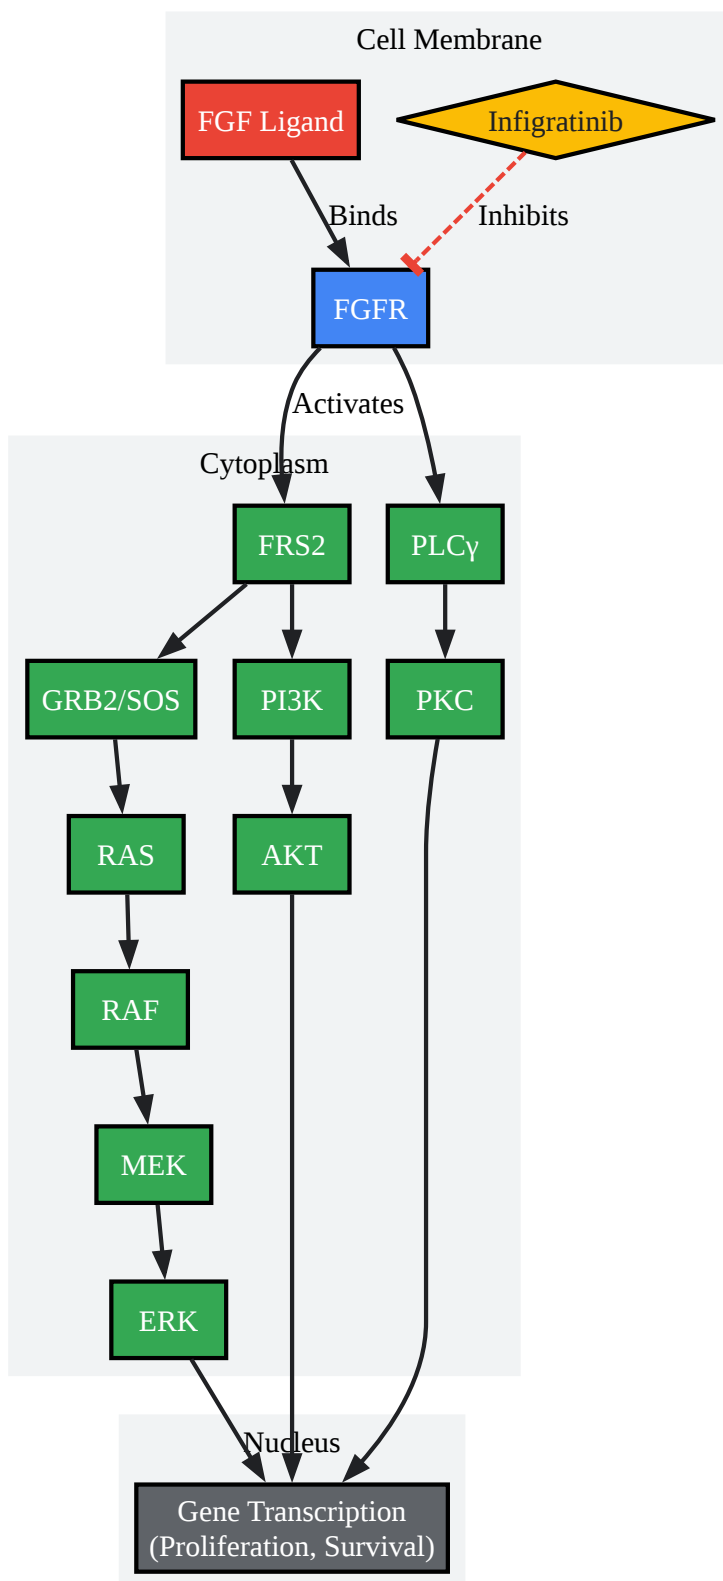 Cell Membrane
FGF Ligand
Infigratinib
Binds
Inhibits
FGFR
Activates
Cytoplasm
FRS2
PLCγ
GRB2/SOS
PI3K
PKC
RAS
AKT
RAF
MEK
ERK
Nucleus
Gene Transcription
(Proliferation, Survival)